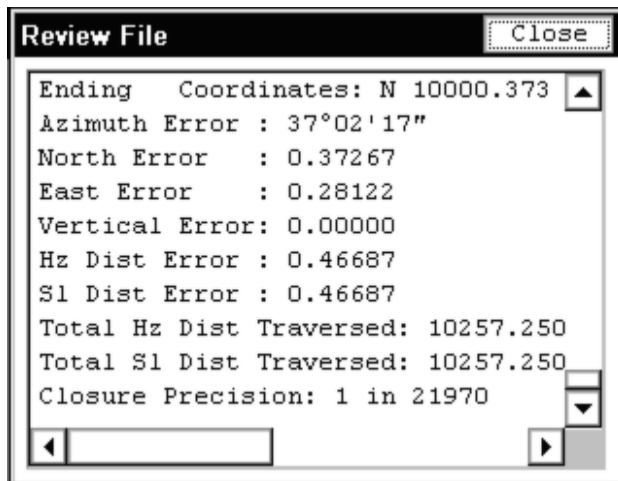 Review File Close
Ending   Coordinates: N 10000.373
Azimuth Error : 37°02'17"
North Error   : 0.37267
East Error    : 0.28122
Vertical Error: 0.00000
Hz Dist Error : 0.46687
Sl Dist Error : 0.46687
Total Hz Dist Traversed: 10257.250
Total Sl Dist Traversed: 10257.250
Closure Precision: 1 in 21970